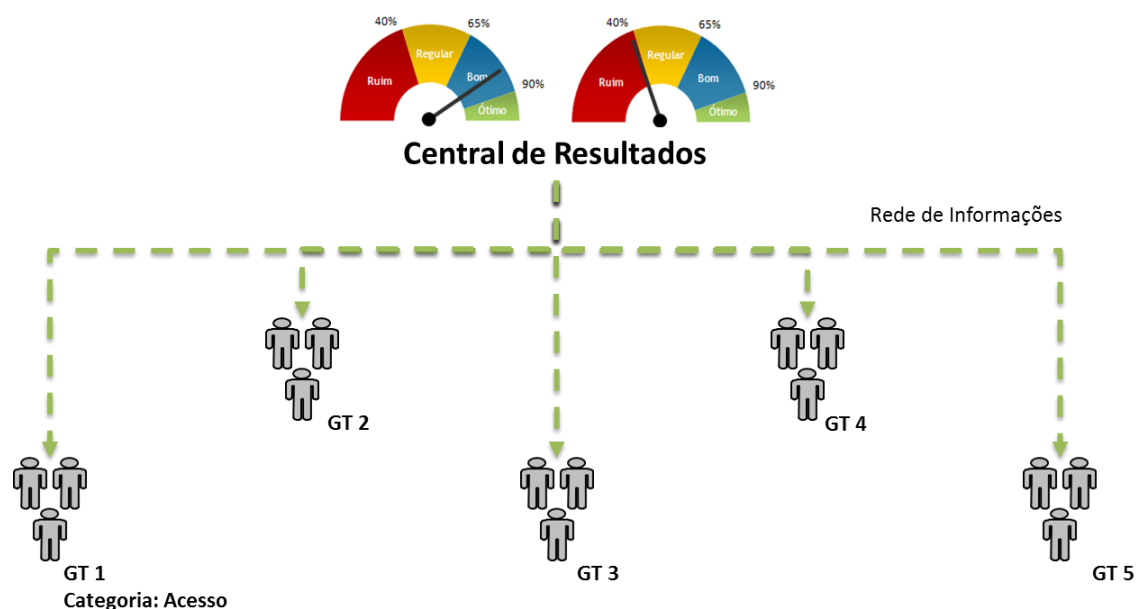 40%
65%
Regular
Ruim
Bom
90%
Ótimo
40%
65%
Regular
Ruim
Bom
90%
Ótimo
Central de Resultados
Rede de Informações
GT 2
GT 4
GT 1
Categoria: Acesso
GT 3
GT 5